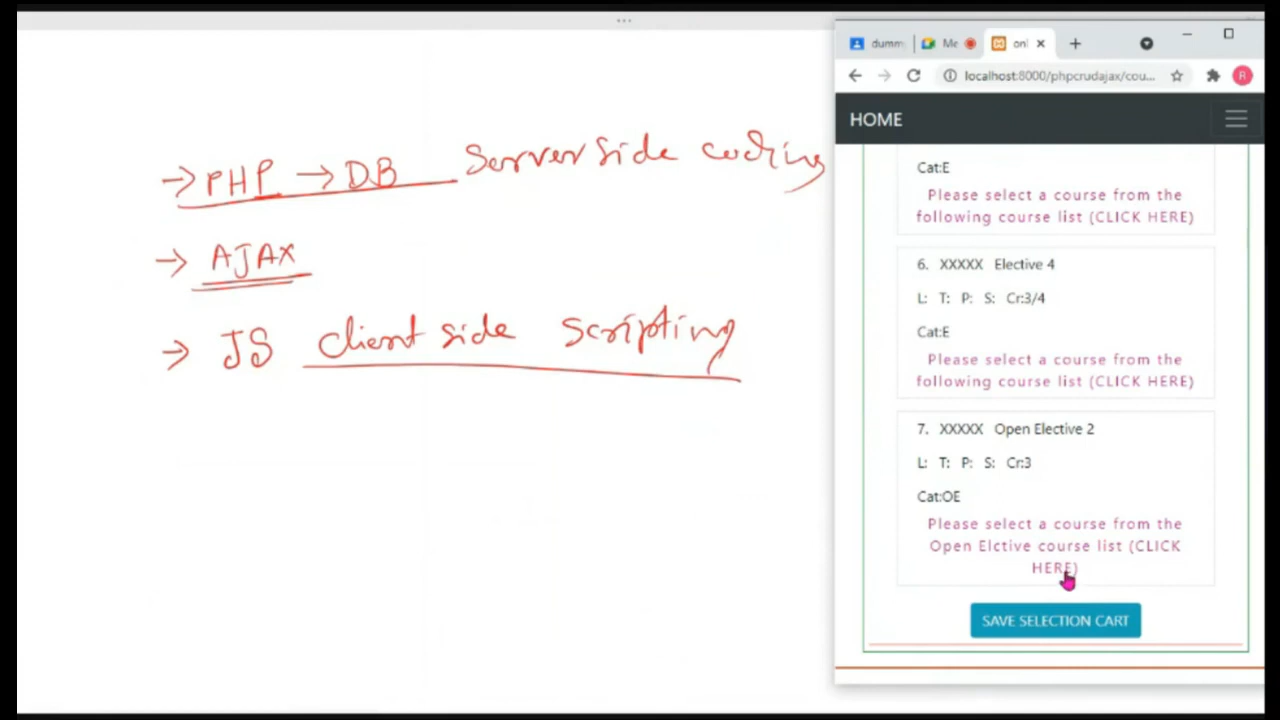 → PHP → DB Server side coding
→ AJAX
→ JS client side scripting
dummy
Me
onl
localhost:8000/phpcrudajax/cou...
R
HOME
Cat:E
Please select a course from the
following course list (CLICK HERE)
6. XXXXX Elective 4
L: T: P: S: Cr:3/4
Cat:E
Please select a course from the
following course list (CLICK HERE)
7. XXXXX Open Elective 2
L: T: P: S: Cr:3
Cat:OE
Please select a course from the
Open Elctive course list (CLICK
HERE)
SAVE SELECTION CART